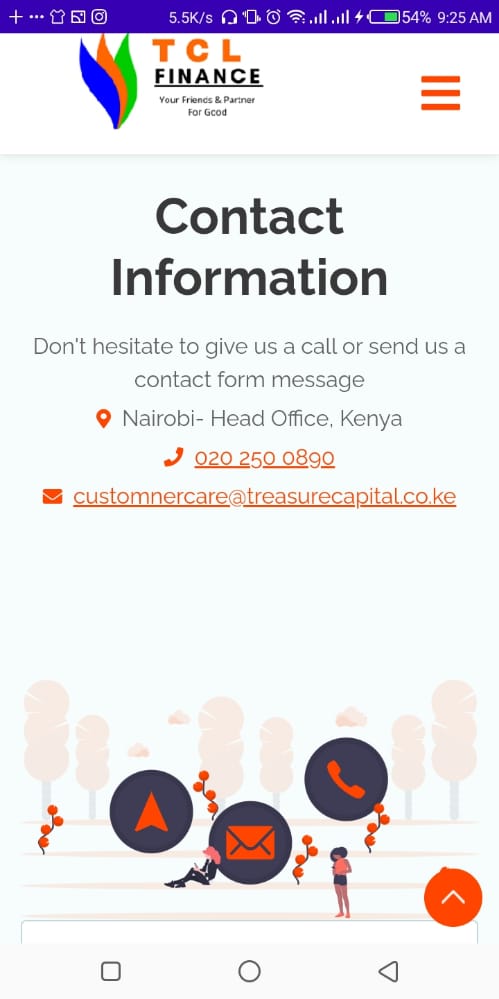 5.5K/s 54% 9:25 AM
TCL
FINANCE
Your Friends & Partner
For Good
Contact
Information
Don't hesitate to give us a call or send us a
contact form message
Nairobi- Head Office, Kenya
020 250 0890
customnercare@treasurecapital.co.ke